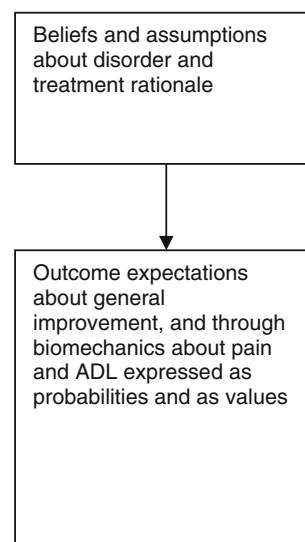 Beliefs and assumptions
about disorder and
treatment rationale
Outcome expectations
about general
improvement, and through
biomechanics about pain
and ADL expressed as
probabilities and as values